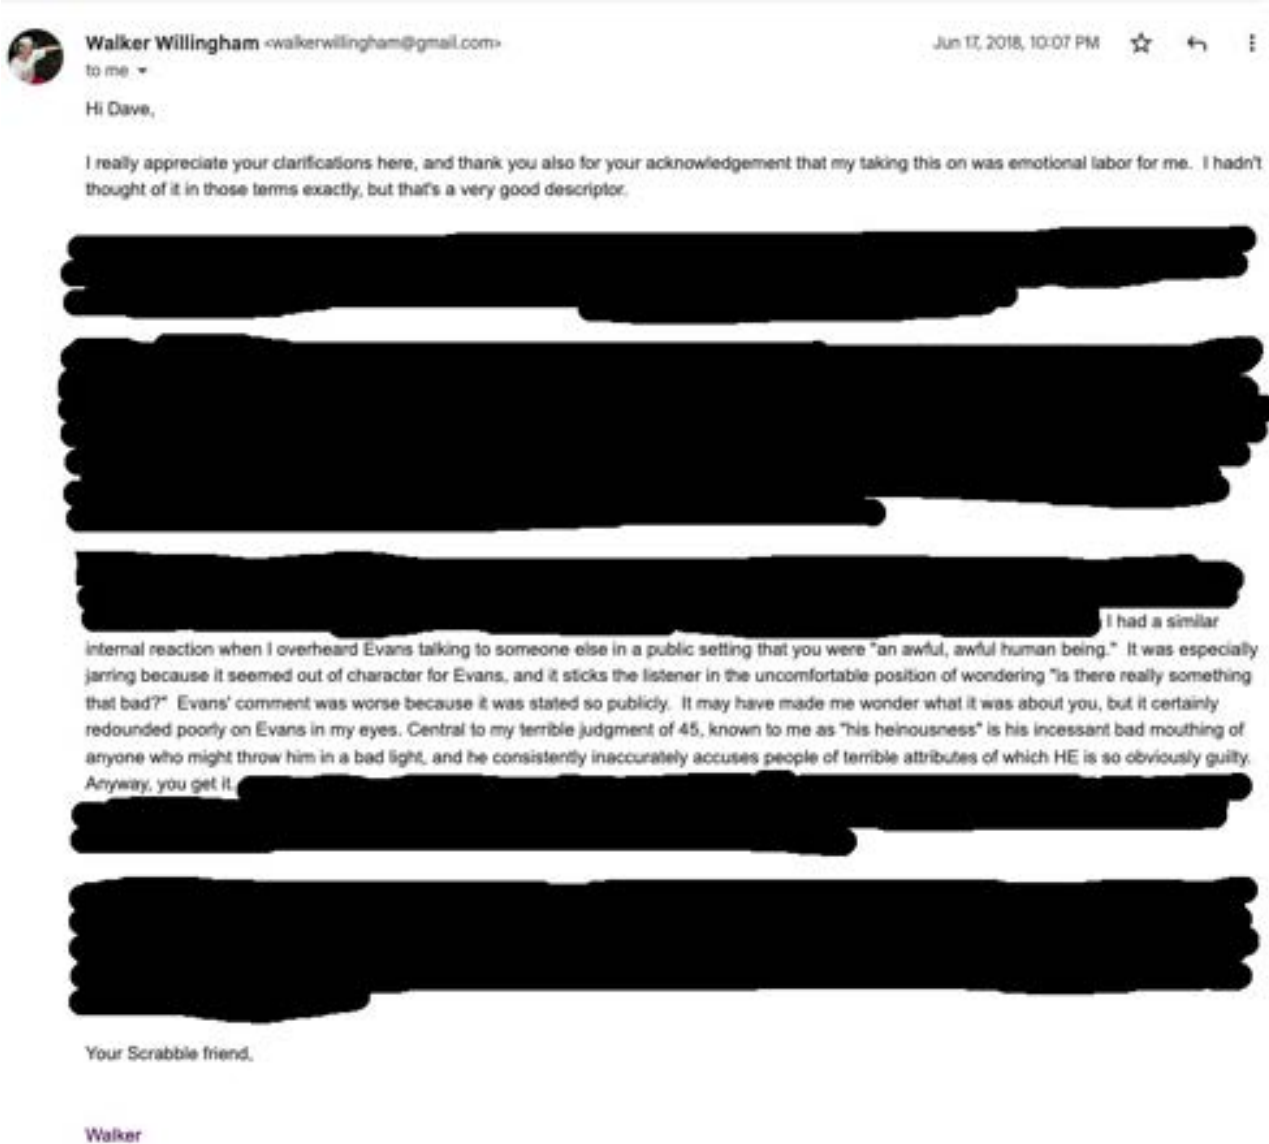 Walker Willingham <walkerwillingham@gmail.com>
Jun 17, 2018, 10:07 PM
to me
Hi Dave,
I really appreciate your clarifications here, and thank you also for your acknowledgement that my taking this on was emotional labor for me.  I hadn't
thought of it in those terms exactly, but that's a very good descriptor.
I had a similar
internal reaction when I overheard Evans talking to someone else in a public setting that you were "an awful, awful human being."  It was especially
jarring because it seemed out of character for Evans, and it sticks the listener in the uncomfortable position of wondering "is there really something
that bad?"  Evans' comment was worse because it was stated so publicly.  It may have made me wonder what it was about you, but it certainly
redounded poorly on Evans in my eyes. Central to my terrible judgment of 45, known to me as "his heinousness" is his incessant bad mouthing of
anyone who might throw him in a bad light, and he consistently inaccurately accuses people of terrible attributes of which HE is so obviously guilty.
Anyway, you get it.
Your Scrabble friend,
Walker